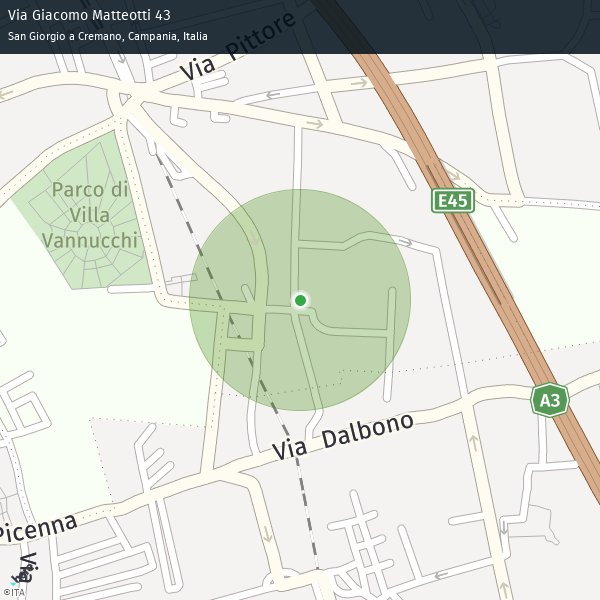 Via Giacomo Matteotti 43
San Giorgio a Cremano, Campania, Italia
Via Pittore
Parco di
Villa
Vannucchi
E45
A3
Via Dalbono
Picenna
Via
©ITA